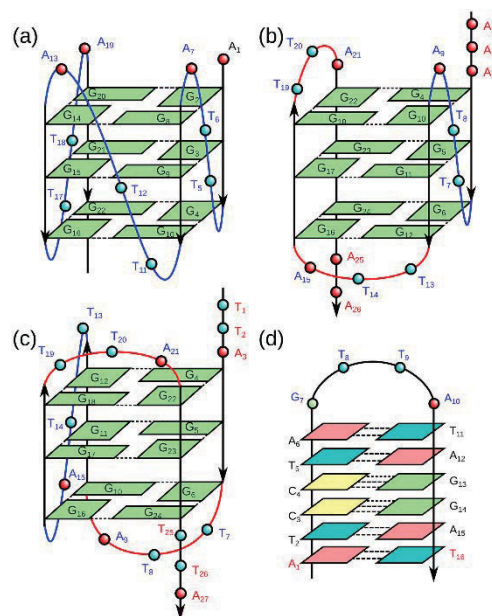 (a)
A19
A13
A7
A1
G20
G2
G14
G8
T6
T18
G21
G3
G15
G9
T12
T5
T17
G22
G4
G16
G10
T11
(b)
A
A
A
T20
A21
A9
T19
G22
G4
G10
T8
G23
G5
G17
G11
T7
G24
G6
G16
G12
A25
A15
T14
T13
A26
(c)
T13
T1
T2
A3
T19
T20
A21
G12
G4
G18
G22
T14
G11
G5
G17
G23
A15
G10
G6
G16
G24
T25
A9
T8
T7
T26
A27
(d)
T8
T9
G7
A10
A6
T11
T5
A12
C4
G13
C3
G14
T2
A15
A1
T16